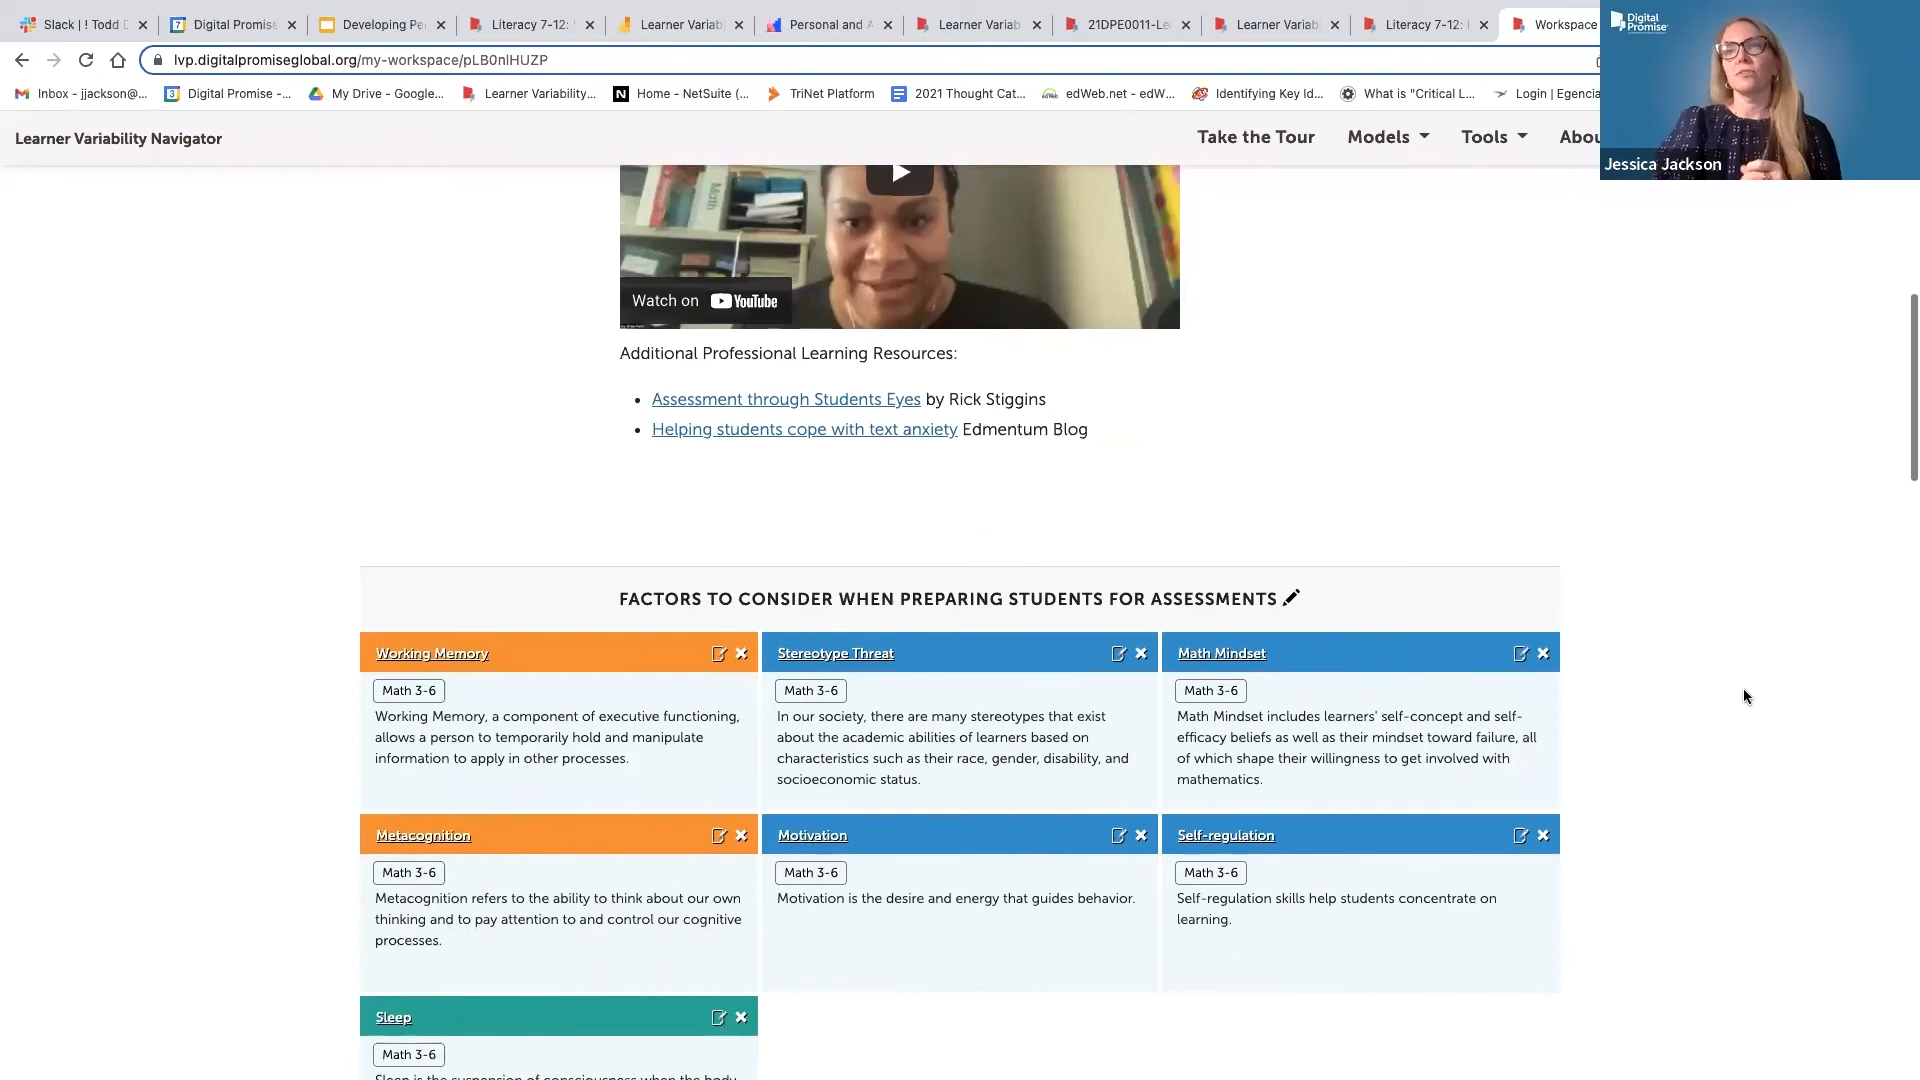 Slack | ! Todd D
Digital Promise
Developing Pe
Literacy 7-12:
Learner Variab
Personal and A
Learner Variab
21DPE0011-Le
Learner Variab
Literacy 7-12:
Workspace
lvp.digitalpromiseglobal.org/my-workspace/pLB0nlHUZP
Inbox - jjackson@...
Digital Promise -...
My Drive - Google...
Learner Variability...
Home - NetSuite (...
TriNet Platform
2021 Thought Cat...
edWeb.net - edW...
Identifying Key Id...
What is "Critical L...
Login | Egencia
Digital
Promise
Jessica Jackson
Learner Variability Navigator
Take the Tour
Models
Tools
Abou
Math
Watch on YouTube
Additional Professional Learning Resources:
• Assessment through Students Eyes by Rick Stiggins
• Helping students cope with text anxiety Edmentum Blog
FACTORS TO CONSIDER WHEN PREPARING STUDENTS FOR ASSESSMENTS
Working Memory
Math 3-6
Working Memory, a component of executive functioning,
allows a person to temporarily hold and manipulate
information to apply in other processes.
Stereotype Threat
Math 3-6
In our society, there are many stereotypes that exist
about the academic abilities of learners based on
characteristics such as their race, gender, disability, and
socioeconomic status.
Math Mindset
Math 3-6
Math Mindset includes learners' self-concept and self-
efficacy beliefs as well as their mindset toward failure, all
of which shape their willingness to get involved with
mathematics.
Metacognition
Math 3-6
Metacognition refers to the ability to think about our own
thinking and to pay attention to and control our cognitive
processes.
Motivation
Math 3-6
Motivation is the desire and energy that guides behavior.
Self-regulation
Math 3-6
Self-regulation skills help students concentrate on
learning.
Sleep
Math 3-6
Sleep is the suspension of consciousness when the body